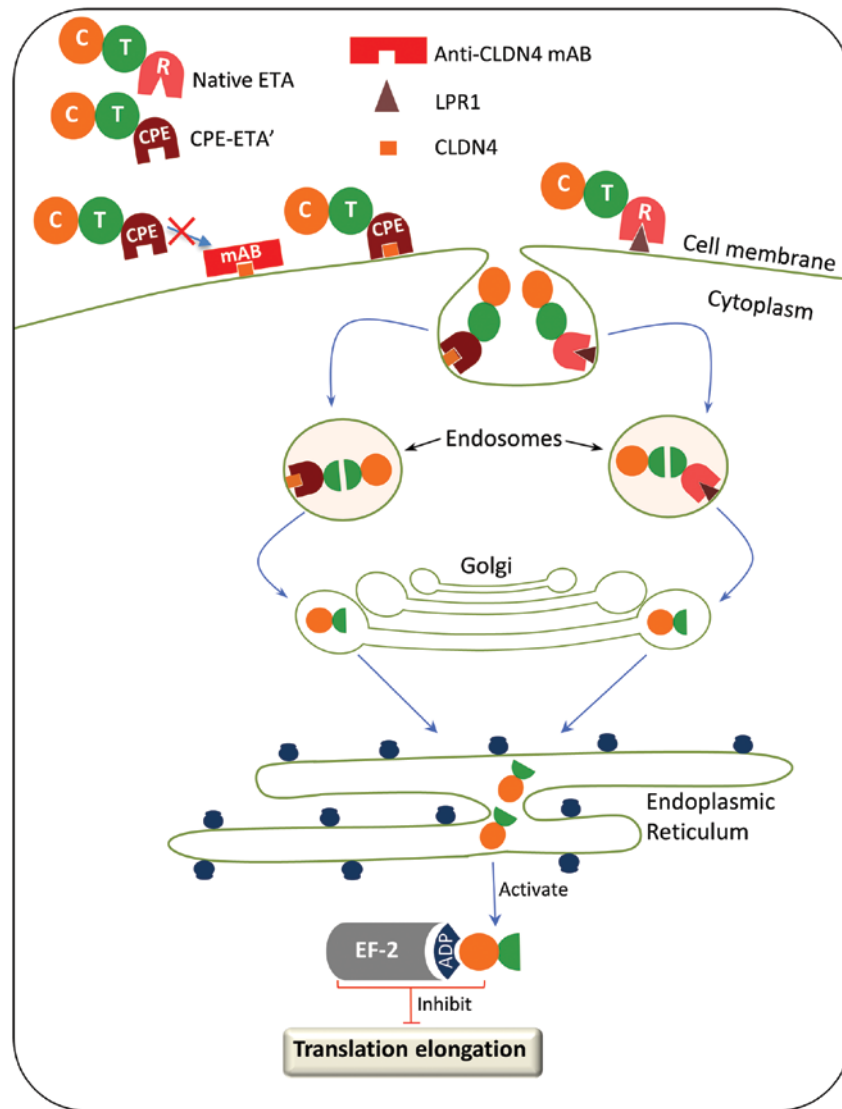 C T R Native ETA
C T CPE CPE-ETA′
Anti-CLDN4 mAB
LPR1
CLDN4
C T CPE
mAB
C T CPE
C T R
Cell membrane
Cytoplasm
Endosomes
Golgi
Endoplasmic
Reticulum
Activate
EF-2 ADP
Inhibit
Translation elongation